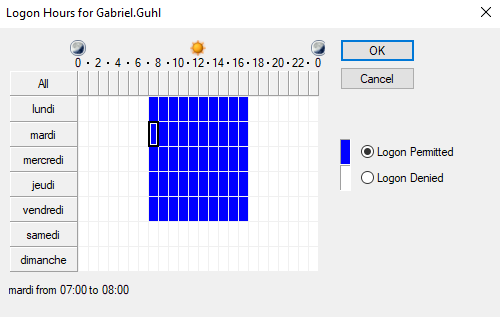 Logon Hours for Gabriel.Guhl
0 · 2 · 4 · 6 · 8 · 10 · 12 · 14 · 16 · 18 · 20 · 22 · 0
All
lundi
mardi
mercredi
jeudi
vendredi
samedi
dimanche
OK
Cancel
Logon Permitted
Logon Denied
mardi from 07:00 to 08:00